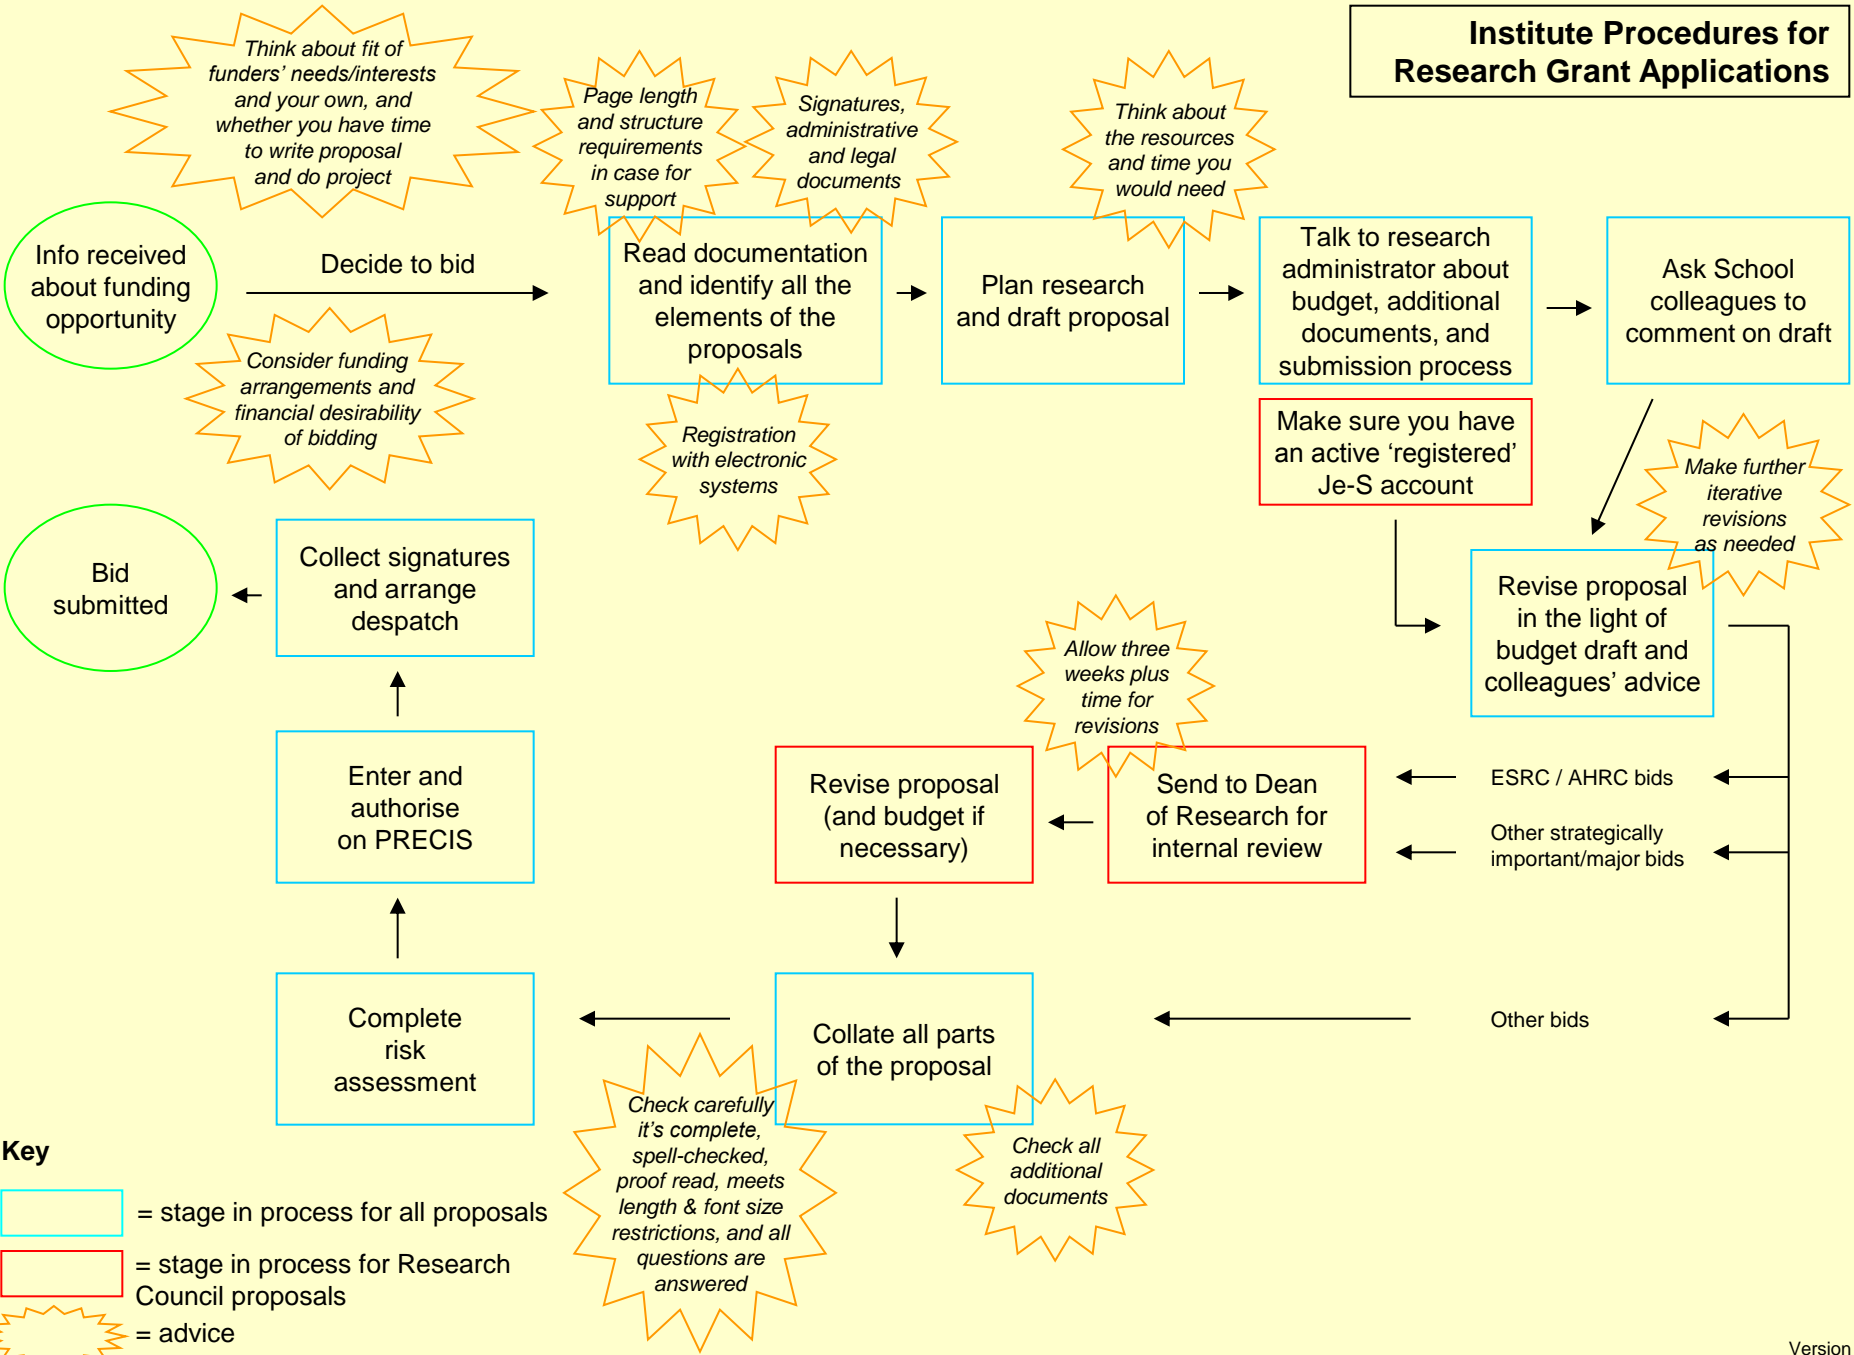 Institute Procedures for
Research Grant Applications
Think about fit of
funders’ needs/interests
and your own, and
whether you have time
to write proposal
and do project
Page length
and structure
requirements
in case for
support
Signatures,
administrative
and legal
documents
Think about
the resources
and time you
would need
Info received
about funding
opportunity
Decide to bid
Read documentation
and identify all the
elements of the
proposals
Plan research
and draft proposal
Talk to research
administrator about
budget, additional
documents, and
submission process
Ask School
colleagues to
comment on draft
Consider funding
arrangements and
financial desirability
of bidding
Registration
with electronic
systems
Make sure you have
an active ‘registered’
Je-S account
Make further
iterative
revisions
as needed
Bid
submitted
Collect signatures
and arrange
despatch
Revise proposal
in the light of
budget draft and
colleagues’ advice
Allow three
weeks plus
time for
revisions
Enter and
authorise
on PRECIS
Revise proposal
(and budget if
necessary)
Send to Dean
of Research for
internal review
ESRC / AHRC bids
Other strategically
important/major bids
Complete
risk
assessment
Collate all parts
of the proposal
Other bids
Check carefully
it’s complete,
spell-checked,
proof read, meets
length & font size
restrictions, and all
questions are
answered
Check all
additional
documents
Key
= stage in process for all proposals
= stage in process for Research
Council proposals
= advice
Version